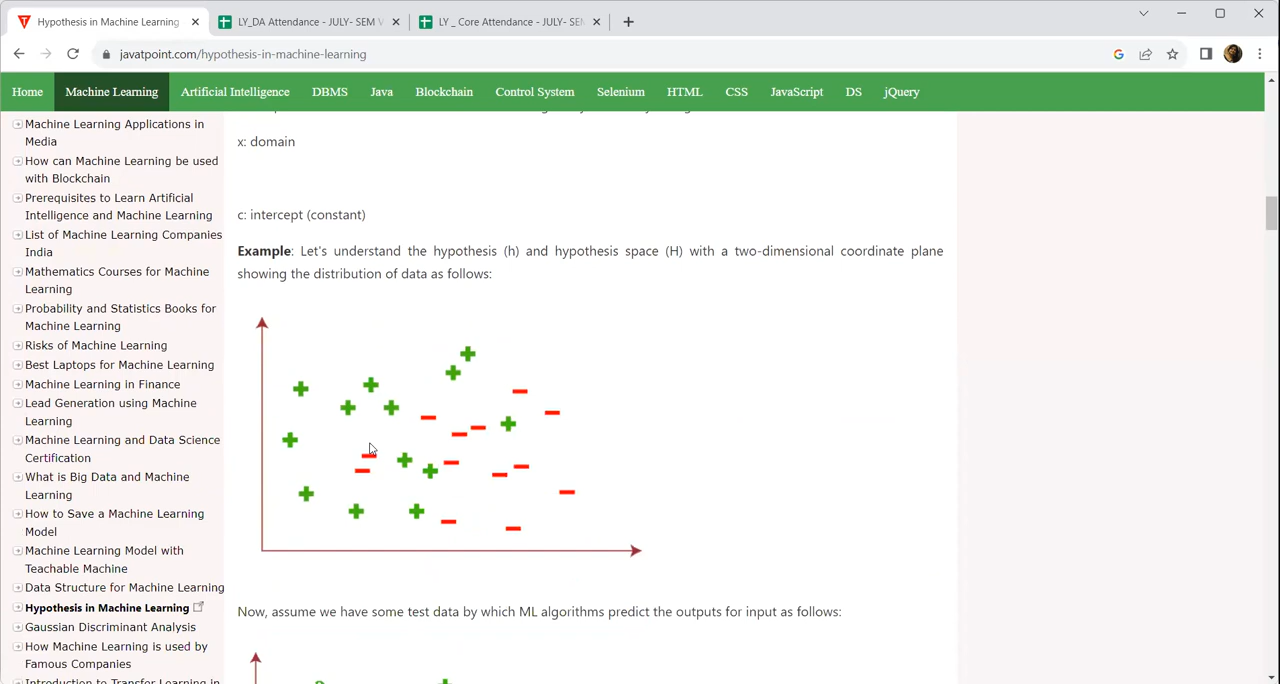 Hypothesis in Machine Learning
LY_DA Attendance - JULY- SEM V
LY _ Core Attendance - JULY- SEM
javatpoint.com/hypothesis-in-machine-learning
Home Machine Learning Artificial Intelligence DBMS Java Blockchain Control System Selenium HTML CSS JavaScript DS jQuery
Machine Learning Applications in
Media
How can Machine Learning be used
with Blockchain
Prerequisites to Learn Artificial
Intelligence and Machine Learning
List of Machine Learning Companies
India
Mathematics Courses for Machine
Learning
Probability and Statistics Books for
Machine Learning
Risks of Machine Learning
Best Laptops for Machine Learning
Machine Learning in Finance
Lead Generation using Machine
Learning
Machine Learning and Data Science
Certification
What is Big Data and Machine
Learning
How to Save a Machine Learning
Model
Machine Learning Model with
Teachable Machine
Data Structure for Machine Learning
Hypothesis in Machine Learning
Gaussian Discriminant Analysis
How Machine Learning is used by
Famous Companies
Introduction to Transfer Learning in
x: domain
c: intercept (constant)
Example: Let's understand the hypothesis (h) and hypothesis space (H) with a two-dimensional coordinate plane
showing the distribution of data as follows:
Now, assume we have some test data by which ML algorithms predict the outputs for input as follows: